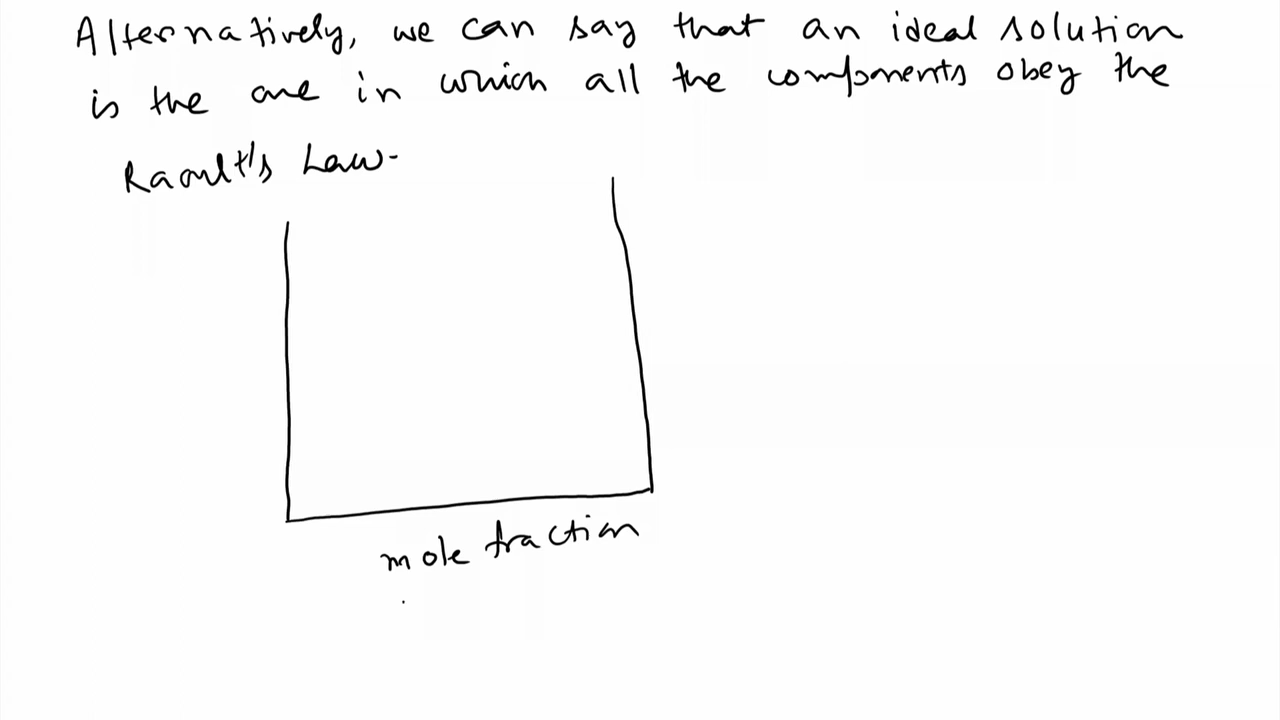 Alternatively, we can say that an ideal solution
is the one in which all the components obey the
Raoult's Law.
mole fraction